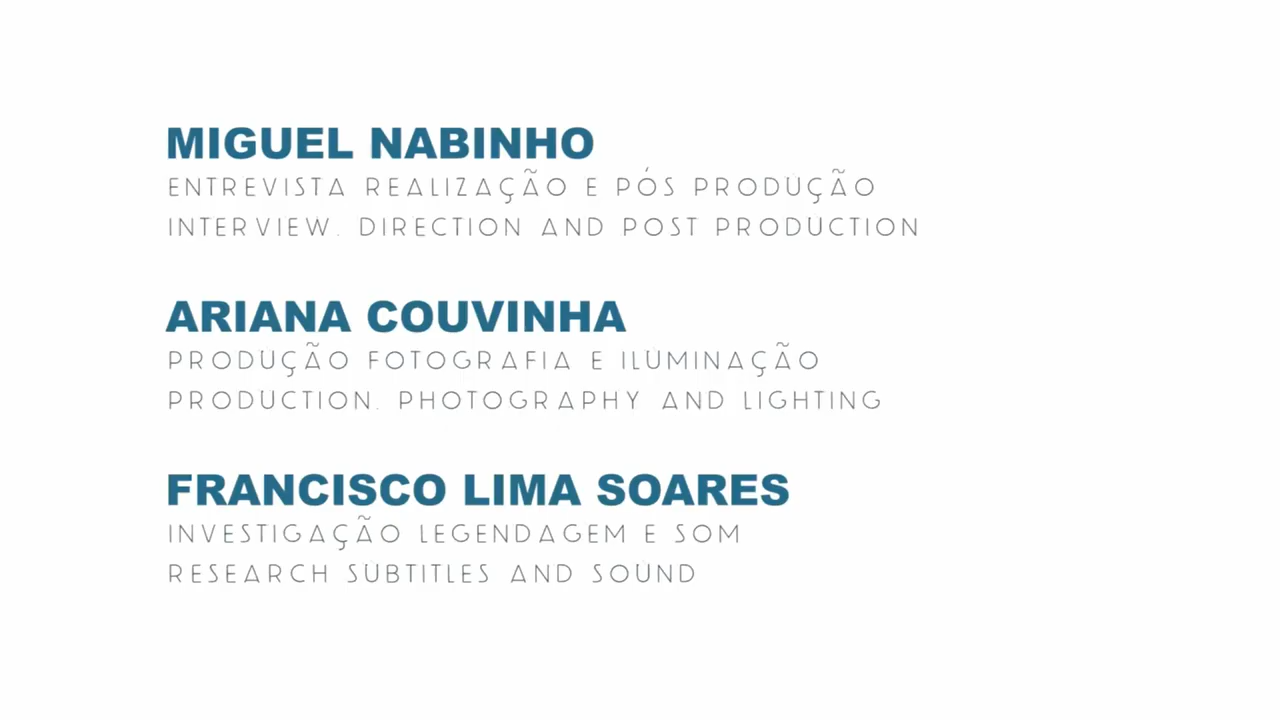 MIGUEL NABINHO
ENTREVISTA REALIZAÇÃO E PÓS PRODUÇÃO
INTERVIEW. DIRECTION AND POST PRODUCTION
ARIANA COUVINHA
PRODUÇÃO FOTOGRAFIA E ILUMINAÇÃO
PRODUCTION. PHOTOGRAPHY AND LIGHTING
FRANCISCO LIMA SOARES
INVESTIGAÇÃO LEGENDAGEM E SOM
RESEARCH SUBTITLES AND SOUND